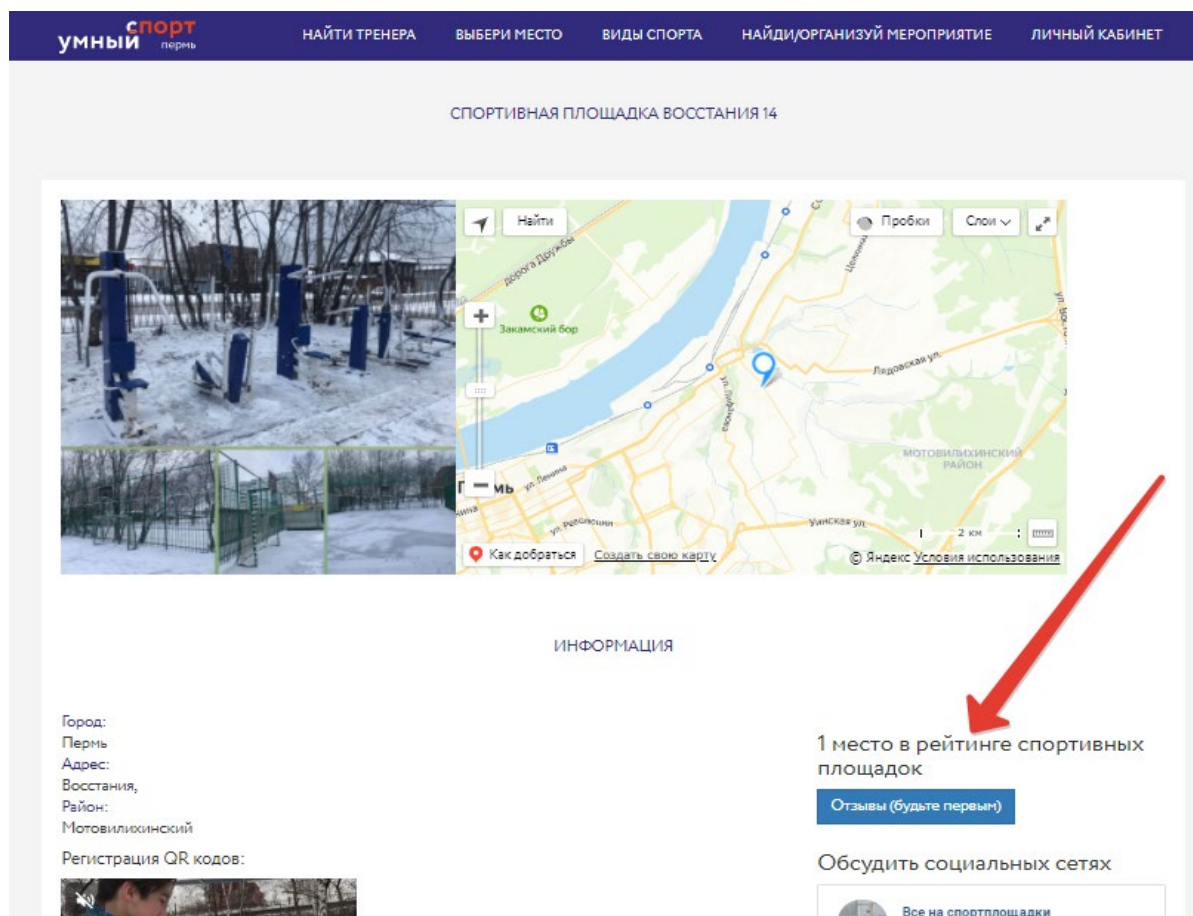 умный спорт
пермь
НАЙТИ ТРЕНЕРА
ВЫБЕРИ МЕСТО
ВИДЫ СПОРТА
НАЙДИ/ОРГАНИЗУЙ МЕРОПРИЯТИЕ
ЛИЧНЫЙ КАБИНЕТ
СПОРТИВНАЯ ПЛОЩАДКА ВОССТАНИЯ 14
Найти
Пробки
Слои
дорога Дружбы
Закамский бор
Лядовская ул.
МОТОВИЛИХИНСКИЙ
РАЙОН
ул. Ленина
ул. Революции
Уинская ул.
2 км
Как добраться
Создать свою карту
© Яндекс Условия использования
ИНФОРМАЦИЯ
Город:
Пермь
Адрес:
Восстания,
Район:
Мотовилихинский
Регистрация QR кодов:
1 место в рейтинге спортивных
площадок
Отзывы (будьте первым)
Обсудить социальных сетях
Все на спортплощадки